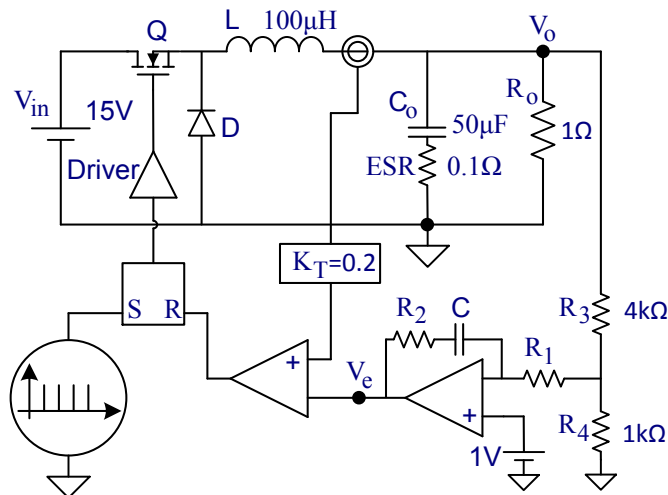 Q
L 100μH
V_o
V_in
15V
D
C_o
50μF
R_o
1Ω
Driver
ESR 0.1Ω
K_T=0.2
S R
R_2 C
R_3 4kΩ
R_1
+
V_e
+
R_4 1kΩ
1V